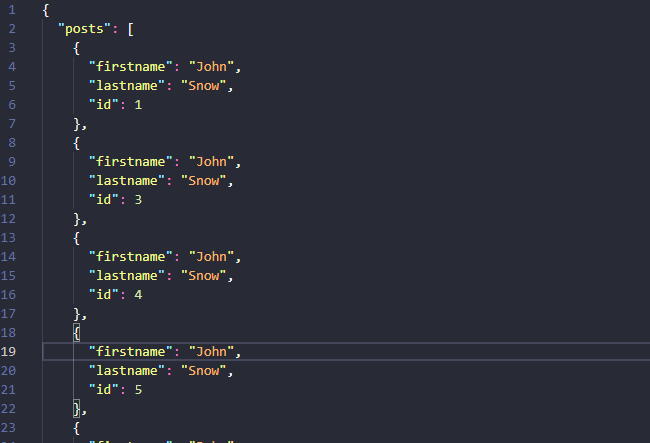 1 {
2 "posts": [
3 {
4 "firstname": "John",
5 "lastname": "Snow",
6 "id": 1
7 },
8 {
9 "firstname": "John",
10 "lastname": "Snow",
11 "id": 3
12 },
13 {
14 "firstname": "John",
15 "lastname": "Snow",
16 "id": 4
17 },
18 {
19 "firstname": "John",
20 "lastname": "Snow",
21 "id": 5
22 },
23 {